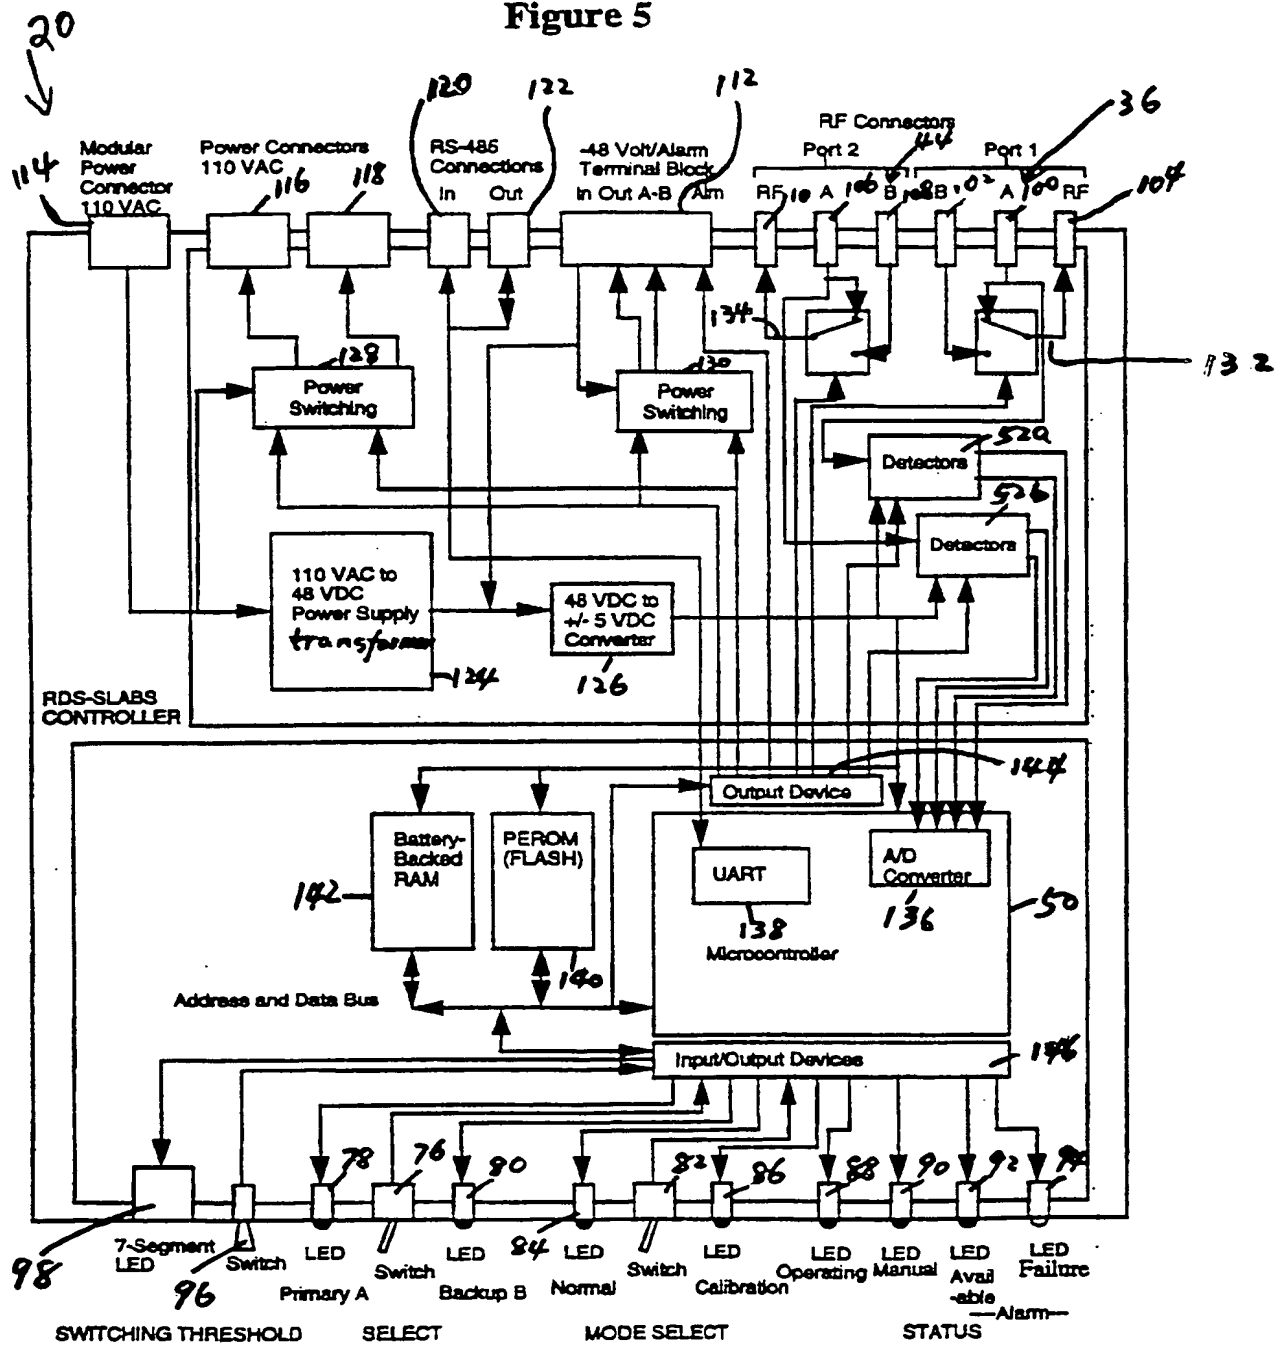 Figure 5
20
120
122
112
36
RF Connectors
44
Modular
Power
Connector
110 VAC
114
Power Connectors
110 VAC
116
118
RS-485
Connections
In Out
-48 Volt/Alarm
Terminal Block
In Out A-B Alm
Port 2
Port 1
RF
A
106
B
108
B
102
A
100
RF
104
134
132
128
Power
Switching
130
Power
Switching
Detectors
52a
Detectors
52b
110 VAC to
48 VDC
Power Supply
transformer
124
48 VDC to
+/- 5 VDC
Converter
126
RDS-SLABS
CONTROLLER
144
Output Device
Battery-
Backed
RAM
142
PEROM
(FLASH)
140
UART
138
A/D
Converter
136
50
Microcontroller
Address and Data Bus
Input/Output Devices
146
78
76
80
82
86
88
90
92
94
98
7-Segment
LED
96
Switch
LED
Primary A
Switch
LED
Backup B
84
LED
Normal
Switch
LED
Calibration
LED
Operating
LED
Manual
LED
Avail
-able
LED
Failure
—Alarm—
SWITCHING THRESHOLD
SELECT
MODE SELECT
STATUS